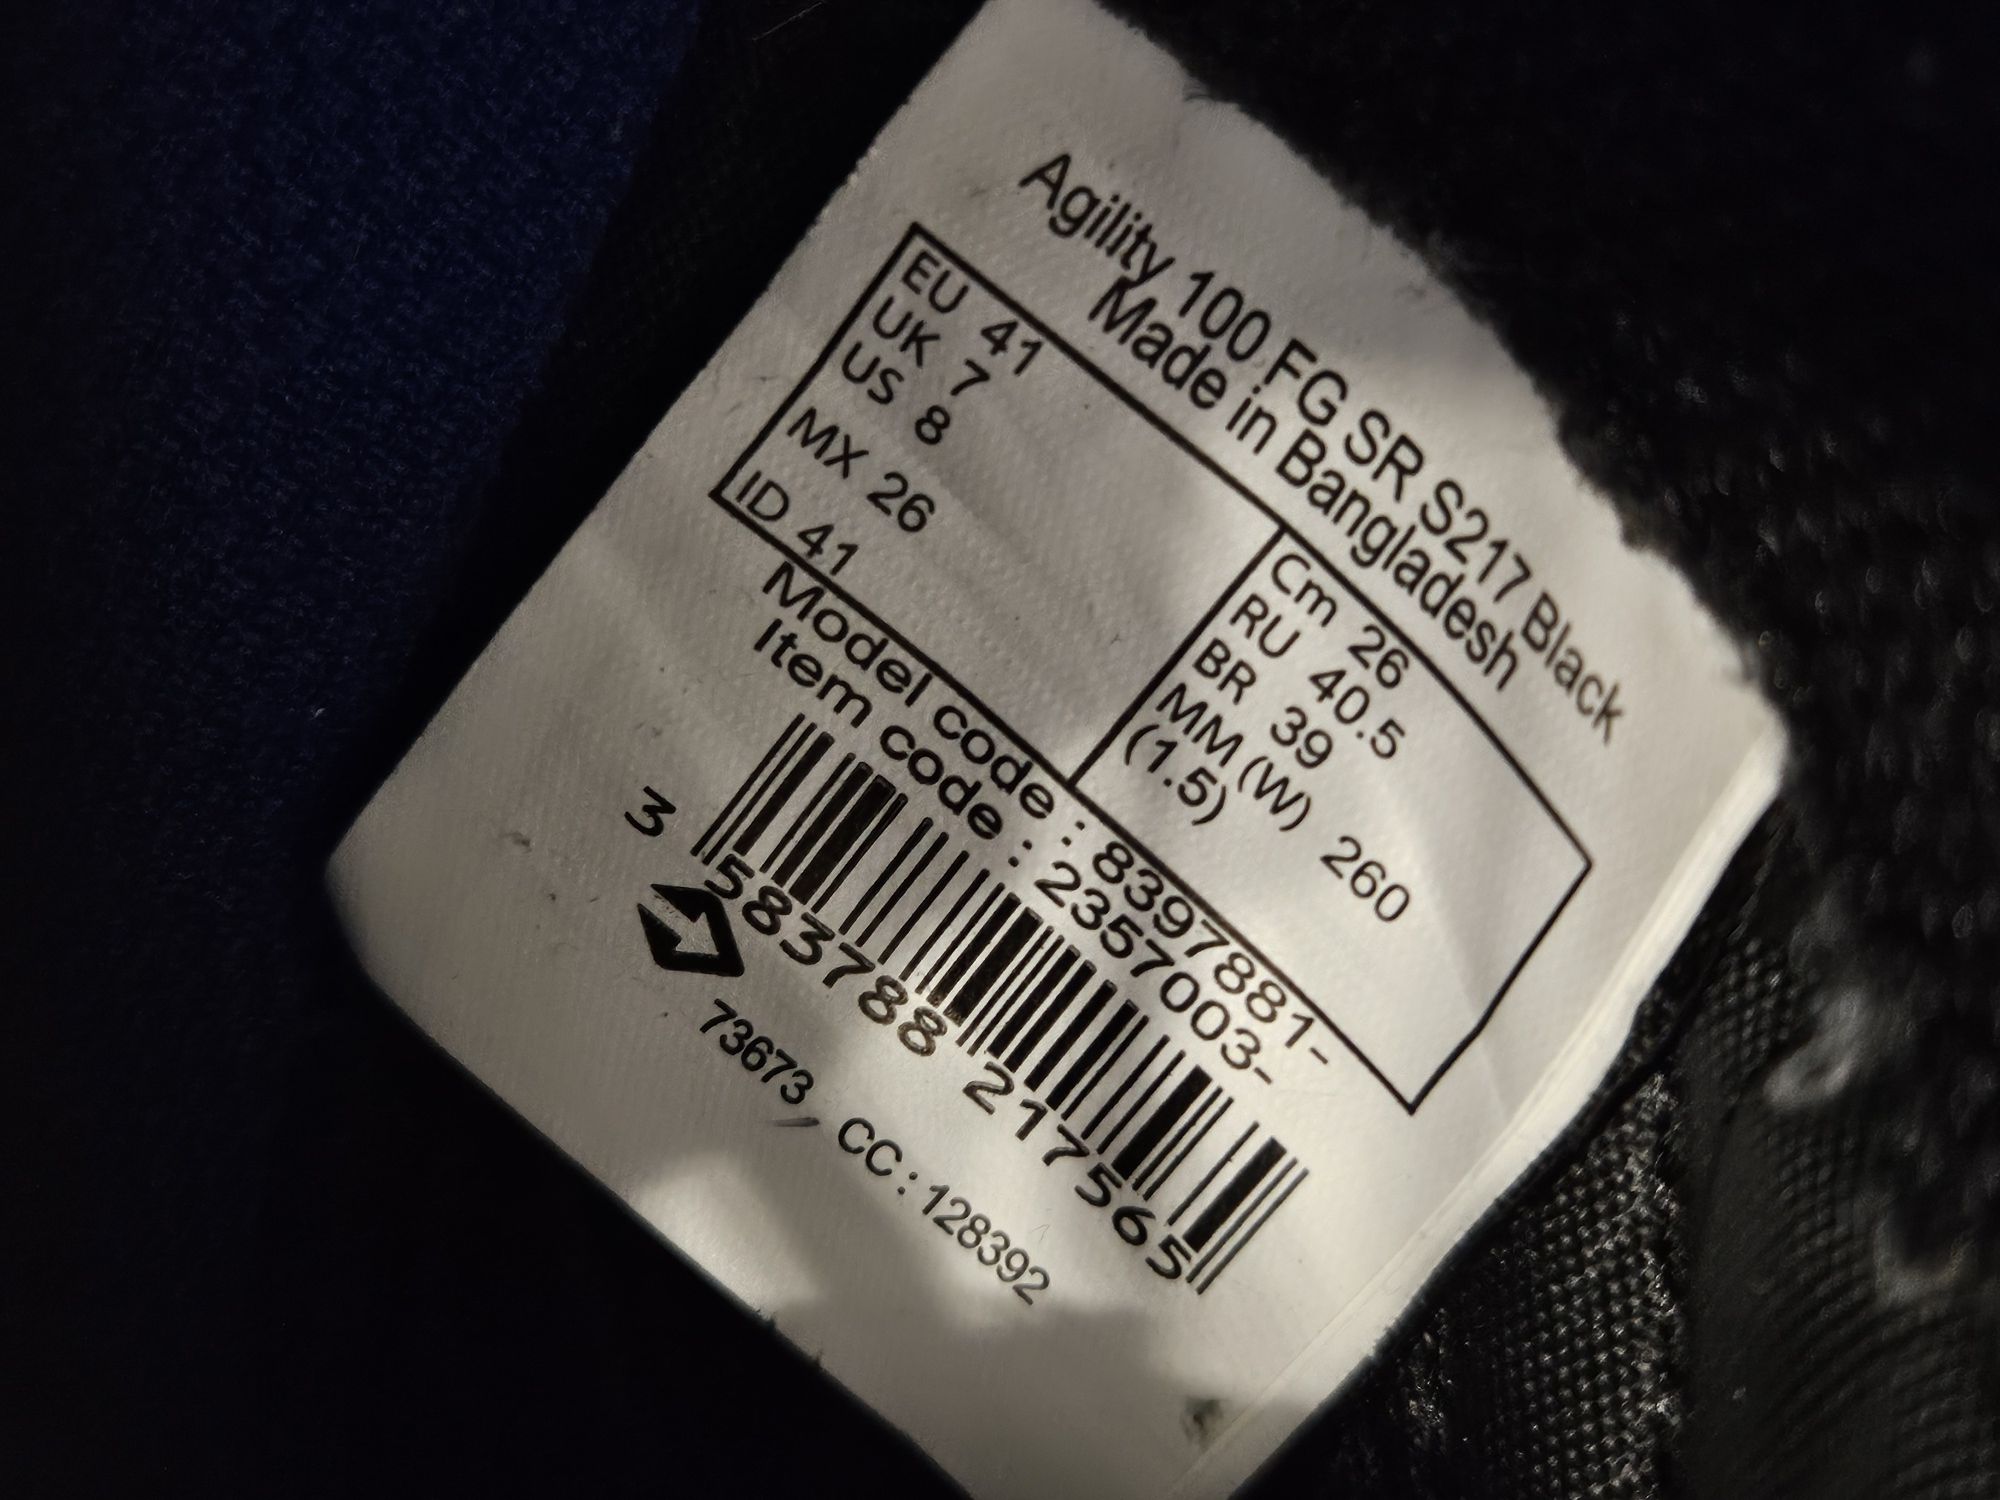 Agility 100 FG SR S217 Black
Made in Bangladesh
EU 41
UK 7
US 8
MX 26
ID 41
Cm 26
RU 40.5
BR 39
MM (W) 260
(1.5)
Model code : 8397881-
Item code : 2357003-
3 583788 217565
73673 CC : 128392